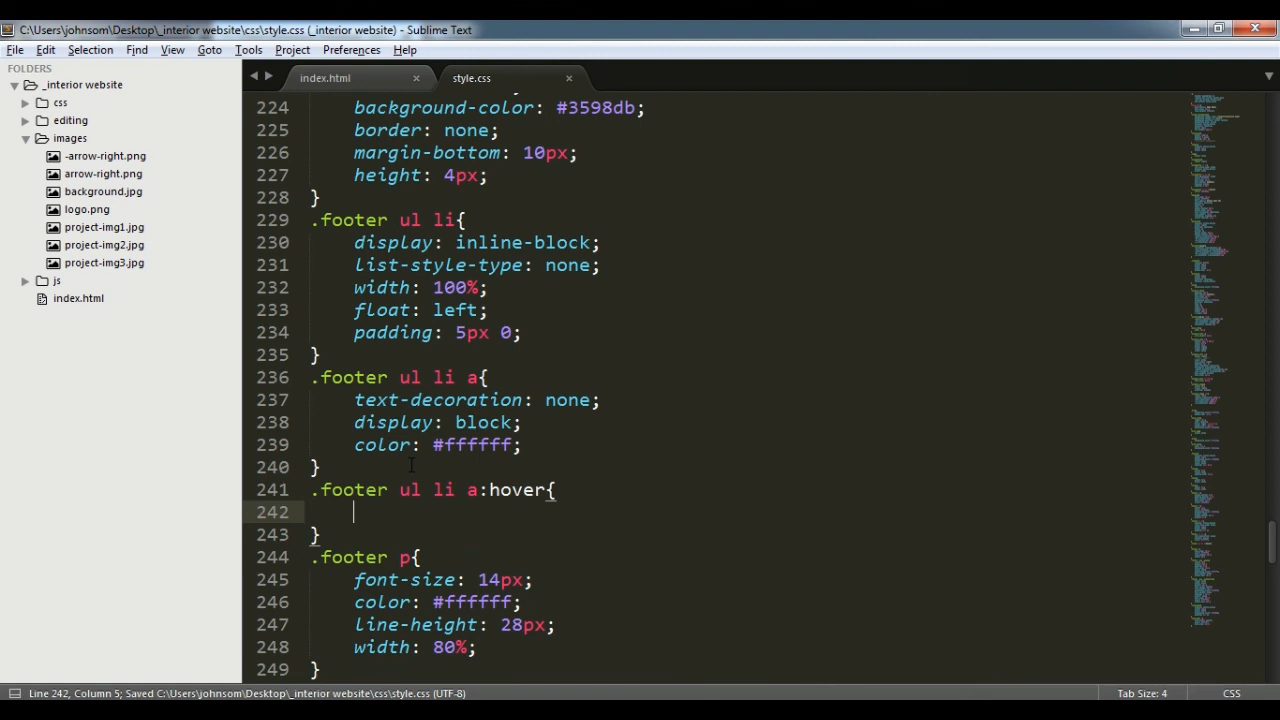 C:\Users\johnsom\Desktop\_interior website\css\style.css (_interior website) - Sublime Text
File Edit Selection Find View Goto Tools Project Preferences Help
FOLDERS
_interior website
css
editing
images
-arrow-right.png
arrow-right.png
background.jpg
logo.png
project-img1.jpg
project-img2.jpg
project-img3.jpg
js
index.html
index.html × style.css ×
224 background-color: #3598db;
225 border: none;
226 margin-bottom: 10px;
227 height: 4px;
228 }
229 .footer ul li{
230 display: inline-block;
231 list-style-type: none;
232 width: 100%;
233 float: left;
234 padding: 5px 0;
235 }
236 .footer ul li a{
237 text-decoration: none;
238 display: block;
239 color: #ffffff;
240 }
241 .footer ul li a:hover{
242
243 }
244 .footer p{
245 font-size: 14px;
246 color: #ffffff;
247 line-height: 28px;
248 width: 80%;
249 }
Line 242, Column 5; Saved C:\Users\johnsom\Desktop\_interior website\css\style.css (UTF-8) Tab Size: 4 CSS